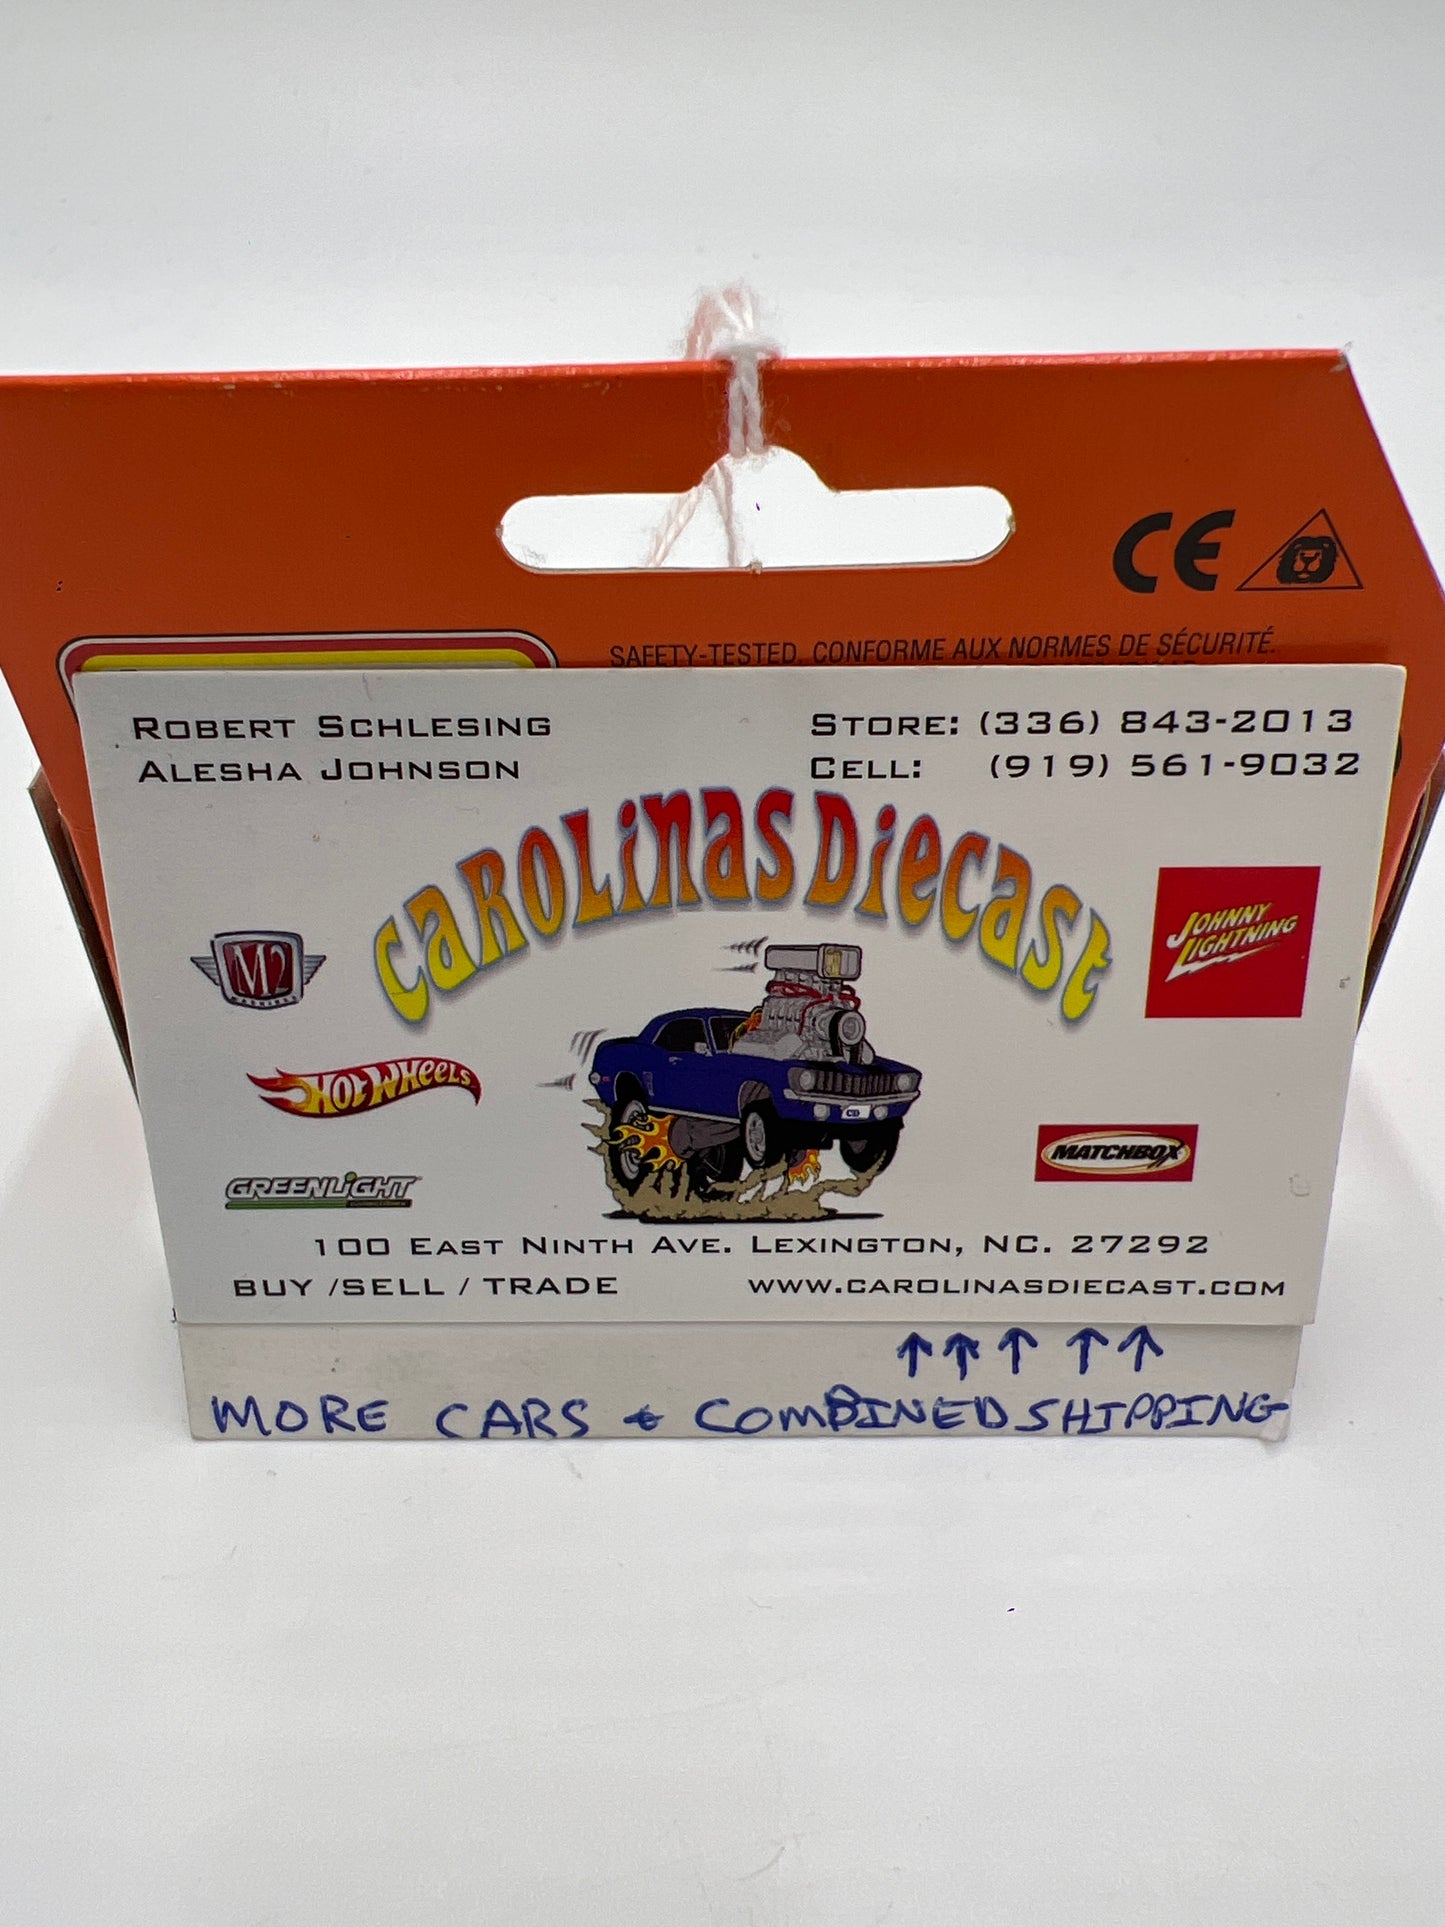 CE
SAFETY-TESTED. CONFORME AUX NORMES DE SÉCURITÉ.
ROBERT SCHLESING
ALESHA JOHNSON
STORE: (336) 843-2013
CELL: (919) 561-9032
CAROLINAS DIECAST
M2
MACHINES
JOHNNY
LIGHTNING
HOT WHEELS
CD
MATCHBOX
GREENLIGHT
100 EAST NINTH AVE. LEXINGTON, NC. 27292
BUY /SELL / TRADE
WWW.CAROLINASDIECAST.COM
↑ ↑ ↑ ↑ ↑
MORE CARS & COMBINED SHIPPING